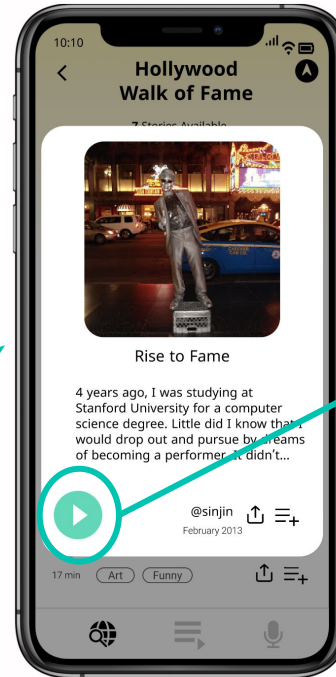 10:10
Hollywood
Walk of Fame
7 Stories Available
Rise to Fame
4 years ago, I was studying at
Stanford University for a computer
science degree. Little did I know that I
would drop out and pursue by dreams
of becoming a performer. It didn't...
@sinjin
February 2013
17 min
Art
Funny